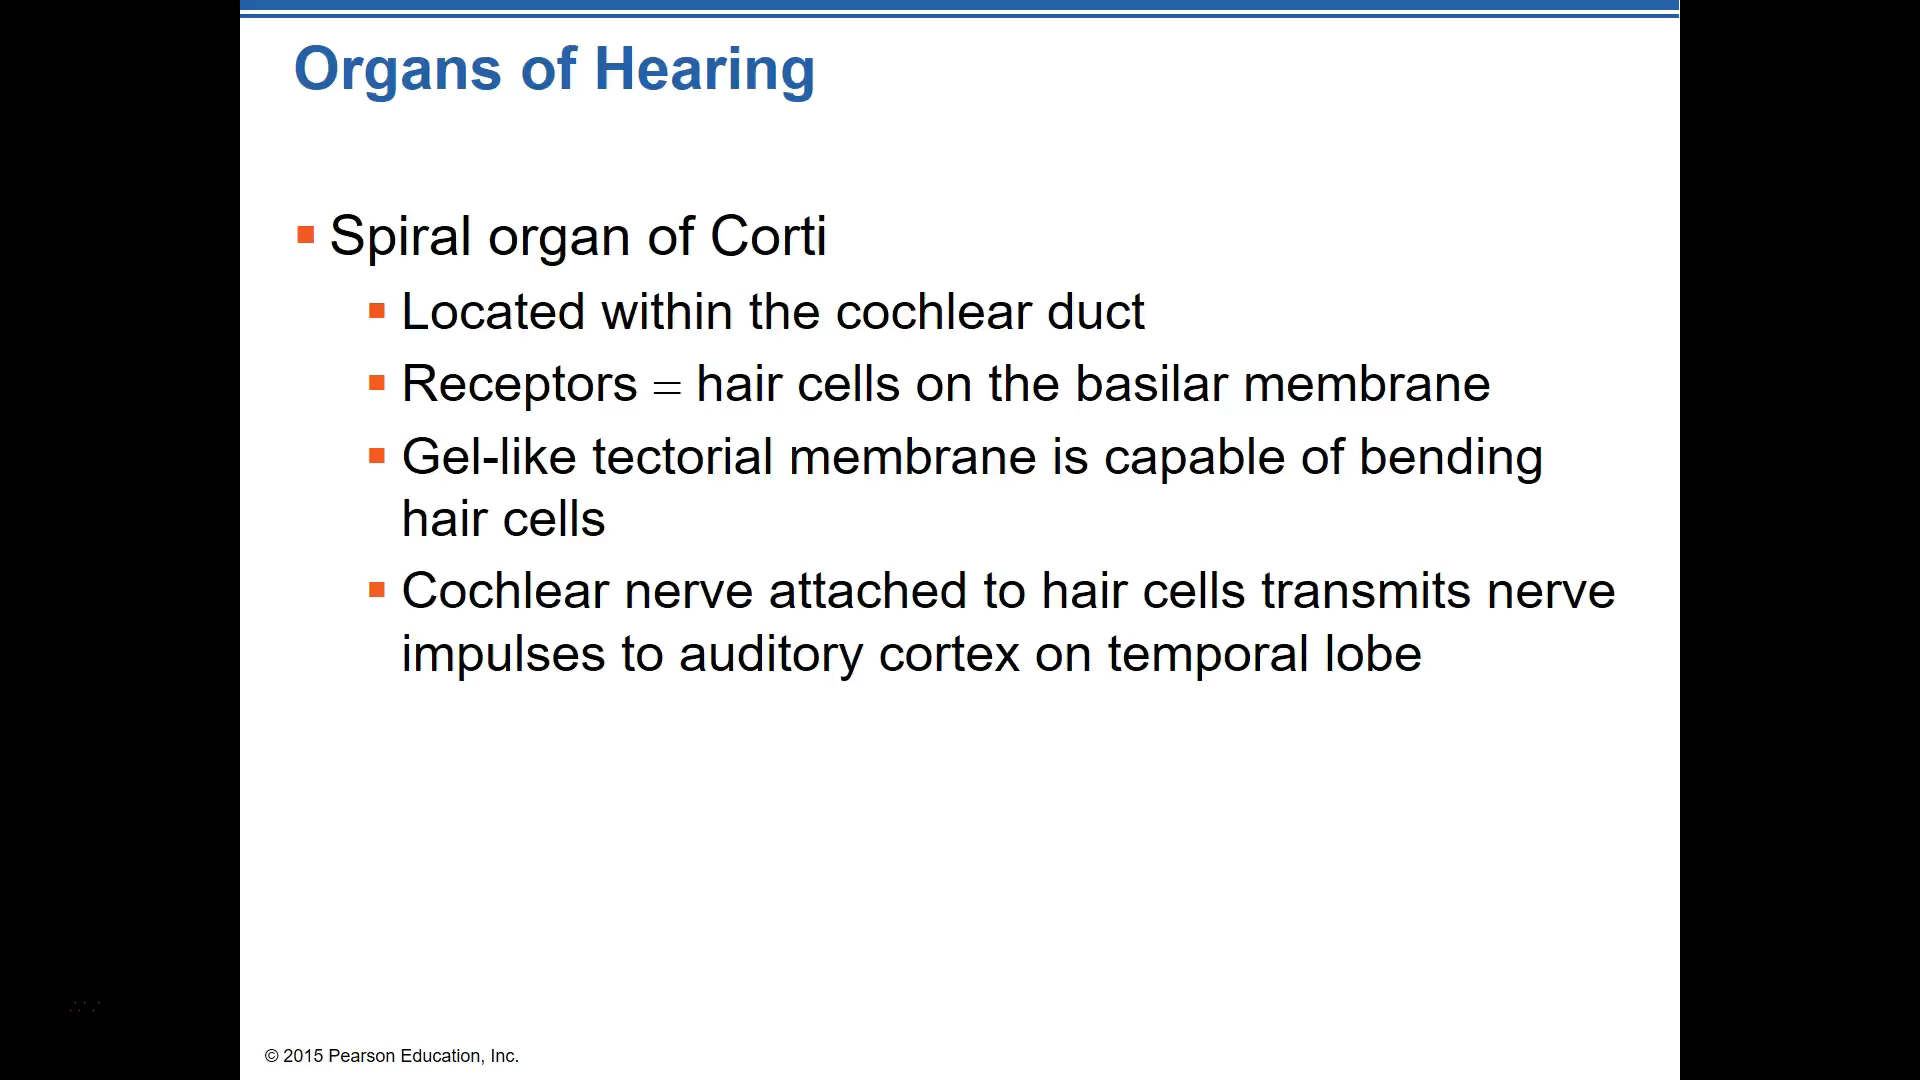 Organs of Hearing
Spiral organ of Corti
Located within the cochlear duct
Receptors = hair cells on the basilar membrane
Gel-like tectorial membrane is capable of bending
hair cells
Cochlear nerve attached to hair cells transmits nerve
impulses to auditory cortex on temporal lobe
© 2015 Pearson Education, Inc.